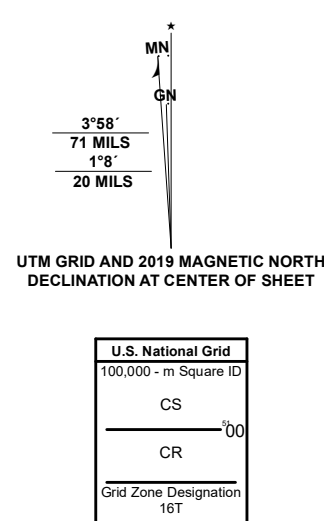 MN
GN
3°58´
71 MILS
1°8´
20 MILS
UTM GRID AND 2019 MAGNETIC NORTH
DECLINATION AT CENTER OF SHEET
U.S. National Grid
100,000 - m Square ID
CS
5100
CR
Grid Zone Designation
16T